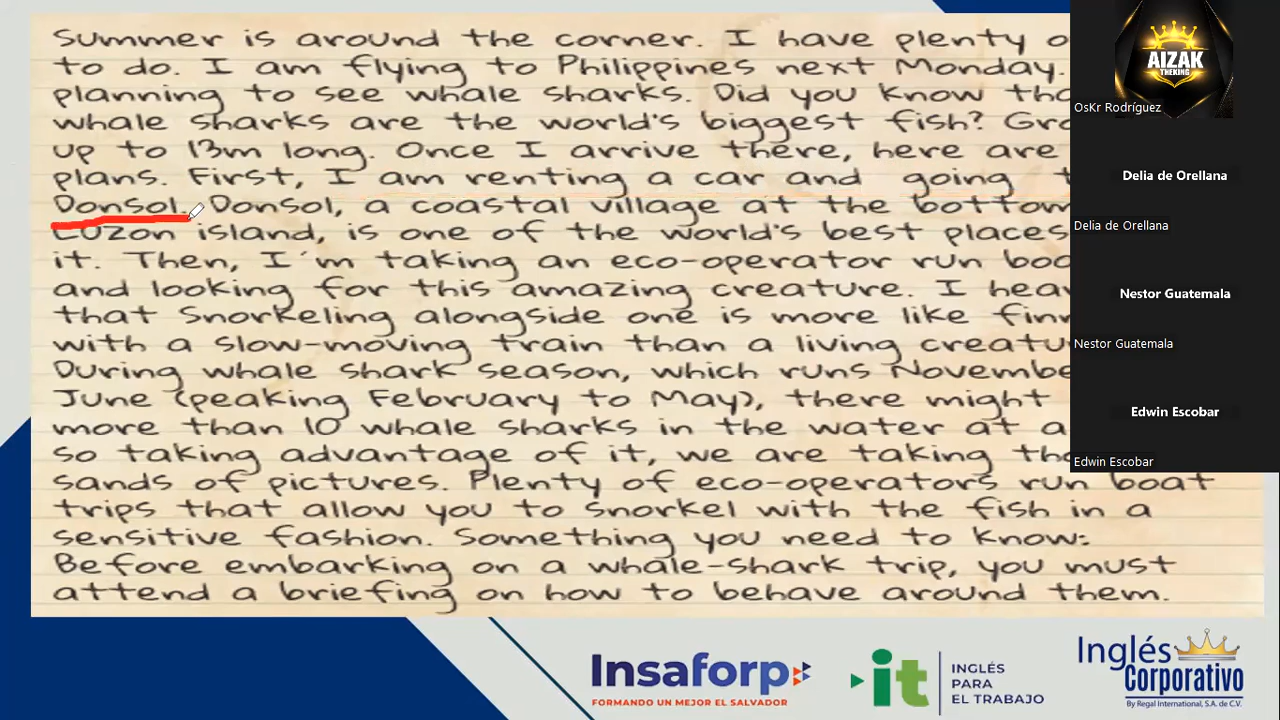 Summer is around the corner. I have plenty
to do. I am flying to Philippines next Monday.
planning to see whale sharks. Did you know
whale sharks are the world's biggest fish?
up to 13m long. Once I arrive there, here are
plans. First, I am renting a car and going
Donsol. Donsol, a coastal village at the bottom
Luzon island, is one of the world's best places
it. Then, I'm taking an eco-operator run
and looking for this amazing creature. I
that snorkeling alongside one is more like
with a slow-moving train than a living
During whale shark season, which runs
June (peaking February to May), there might
more than 10 whale sharks in the water at a
so taking advantage of it, we are taking
sands of pictures. Plenty of eco-operators run boat
trips that allow you to snorkel with the fish in a
sensitive fashion. Something you need to know:
Before embarking on a whale-shark trip, you must
attend a briefing on how to behave around them.
AIZAK
THEKING
OsKr Rodríguez
Delia de Orellana
Delia de Orellana
Nestor Guatemala
Nestor Guatemala
Edwin Escobar
Edwin Escobar
Insaforp
FORMANDO UN MEJOR EL SALVADOR
it
INGLÉS
PARA
EL TRABAJO
Inglés
Corporativo
By Regal International, S.A. de C.V.